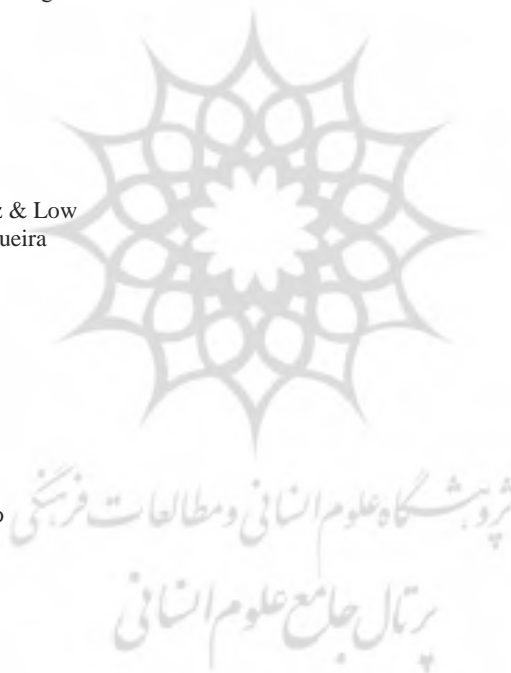 z & Low
ueira
پژوهشگاه علوم انسانی و مطالعات فرهنگی
پرتال جامع علوم انسانی